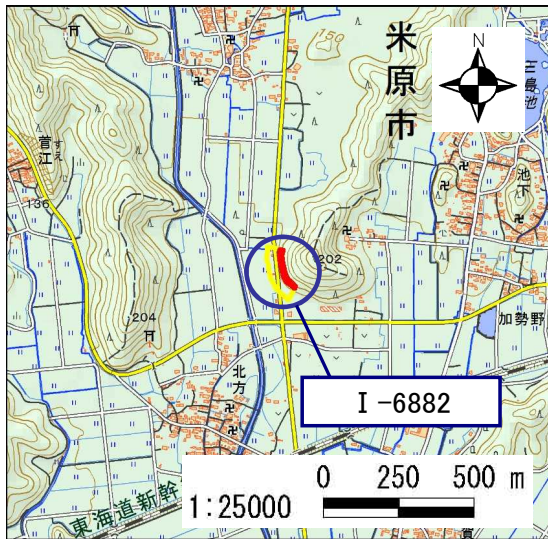 150
米原市
N
三島池
菅江
すえ
136
池下
202
204
加勢野
北方
I-6882
0 250 500 m
1:25000
東海道新幹